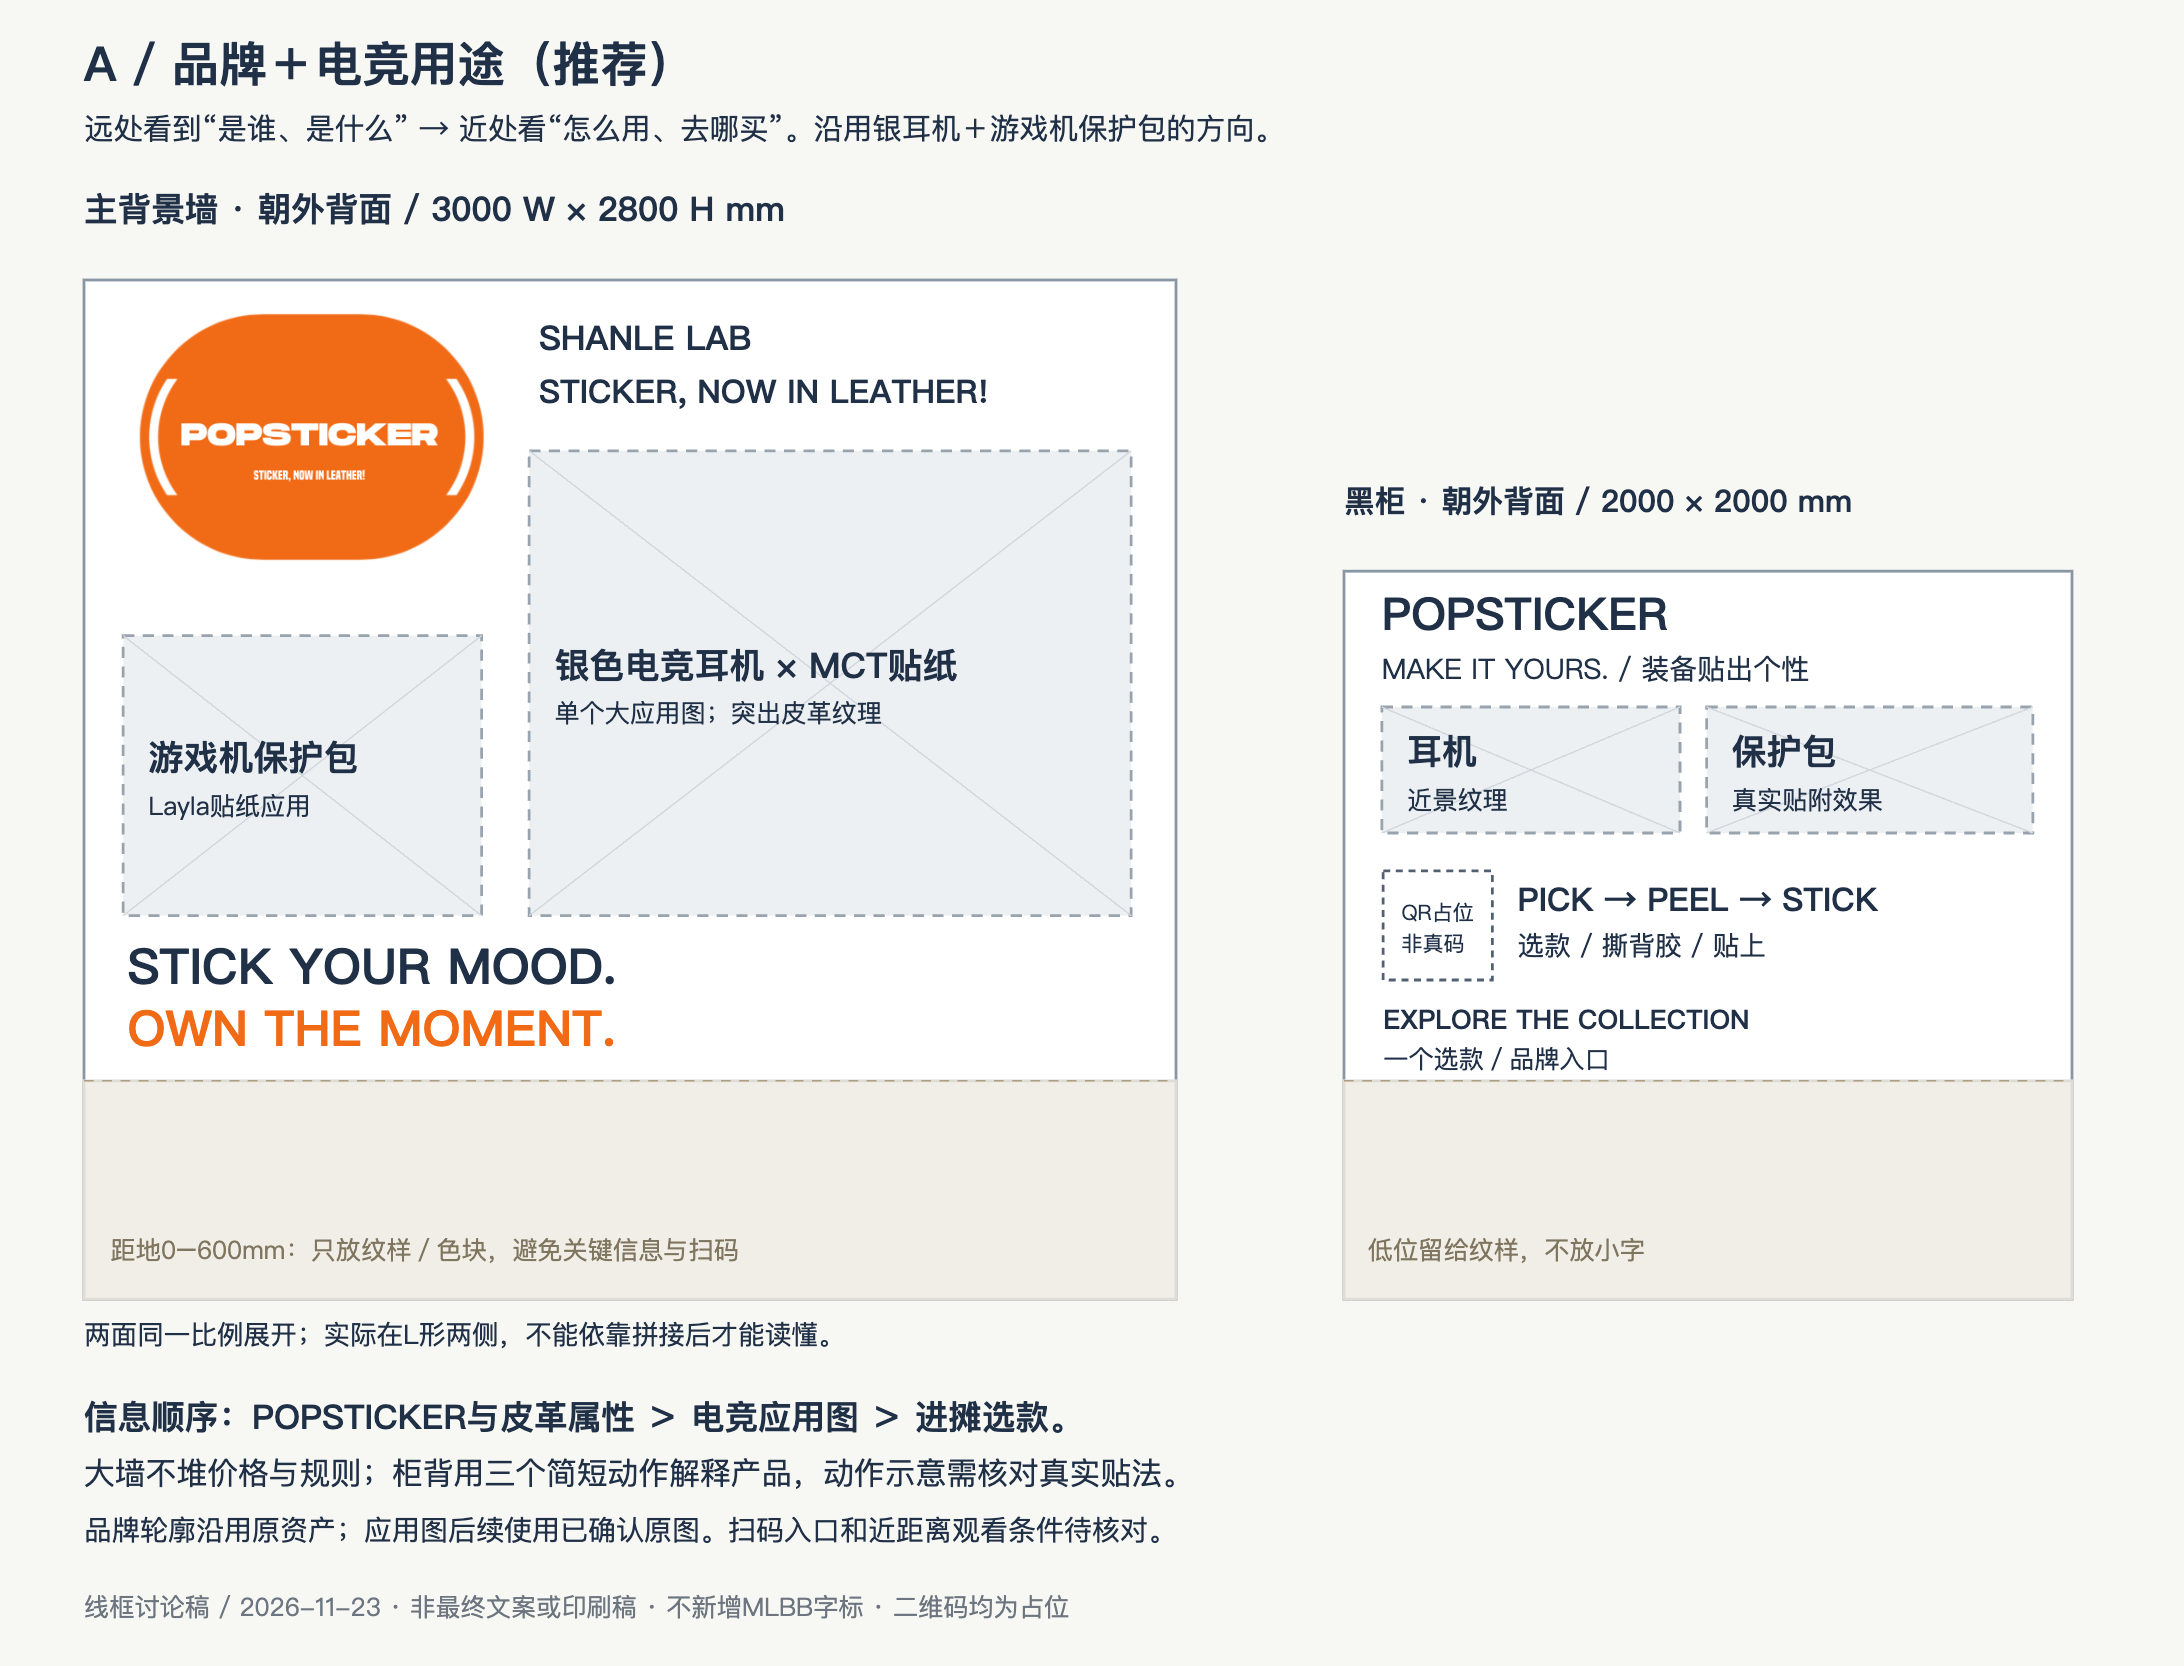 A / 品牌＋电竞用途（推荐）
远处看到“是谁、是什么” → 近处看“怎么用、去哪买”。沿用银耳机＋游戏机保护包的方向。
主背景墙 · 朝外背面 / 3000 W × 2800 H mm
POPSTICKER
STICKER, NOW IN LEATHER!
SHANLE LAB
STICKER, NOW IN LEATHER!
银色电竞耳机 × MCT贴纸
单个大应用图；突出皮革纹理
游戏机保护包
Layla贴纸应用
STICK YOUR MOOD.
OWN THE MOMENT.
距地0—600mm：只放纹样 / 色块，避免关键信息与扫码
黑柜 · 朝外背面 / 2000 × 2000 mm
POPSTICKER
MAKE IT YOURS. / 装备贴出个性
耳机
近景纹理
保护包
真实贴附效果
QR占位
非真码
PICK → PEEL → STICK
选款 / 撕背胶 / 贴上
EXPLORE THE COLLECTION
一个选款 / 品牌入口
低位留给纹样，不放小字
两面同一比例展开；实际在L形两侧，不能依靠拼接后才能读懂。
信息顺序：POPSTICKER与皮革属性 > 电竞应用图 > 进摊选款。
大墙不堆价格与规则；柜背用三个简短动作解释产品，动作示意需核对真实贴法。
品牌轮廓沿用原资产；应用图后续使用已确认原图。扫码入口和近距离观看条件待核对。
线框讨论稿 / 2026–11–23 · 非最终文案或印刷稿 · 不新增MLBB字标 · 二维码均为占位